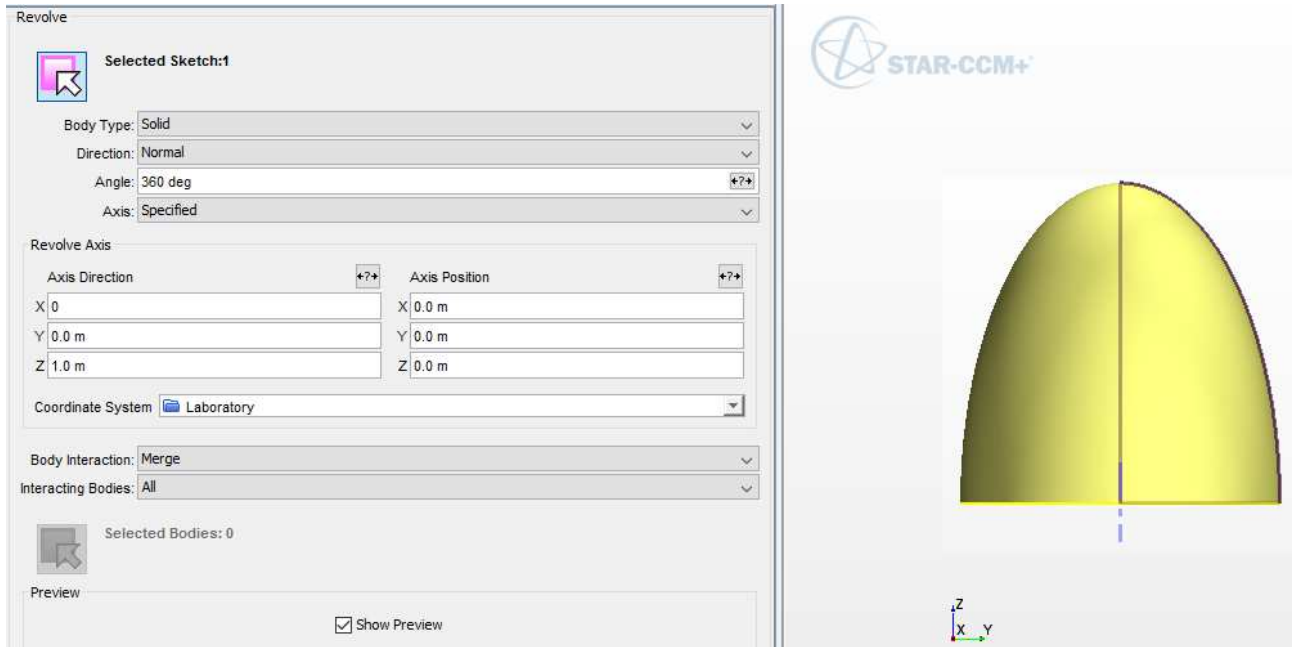 Revolve
Selected Sketch:1
Body Type: Solid
Direction: Normal
Angle: 360 deg
Axis: Specified
Revolve Axis
Axis Direction
Axis Position
X 0
X 0.0 m
Y 0.0 m
Y 0.0 m
Z 1.0 m
Z 0.0 m
Coordinate System Laboratory
Body Interaction: Merge
Interacting Bodies: All
Selected Bodies: 0
Preview
Show Preview
STAR-CCM+
Z
X Y